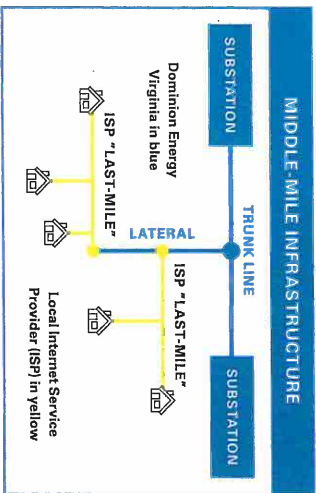 MIDDLE-MILE INFRASTRUCTURE
SUBSTATION
SUBSTATION
TRUNK LINE
Dominion Energy
Virginia in blue
LATERAL
ISP "LAST-MILE"
ISP "LAST-MILE"
Local Internet Service
Provider (ISP) in yellow